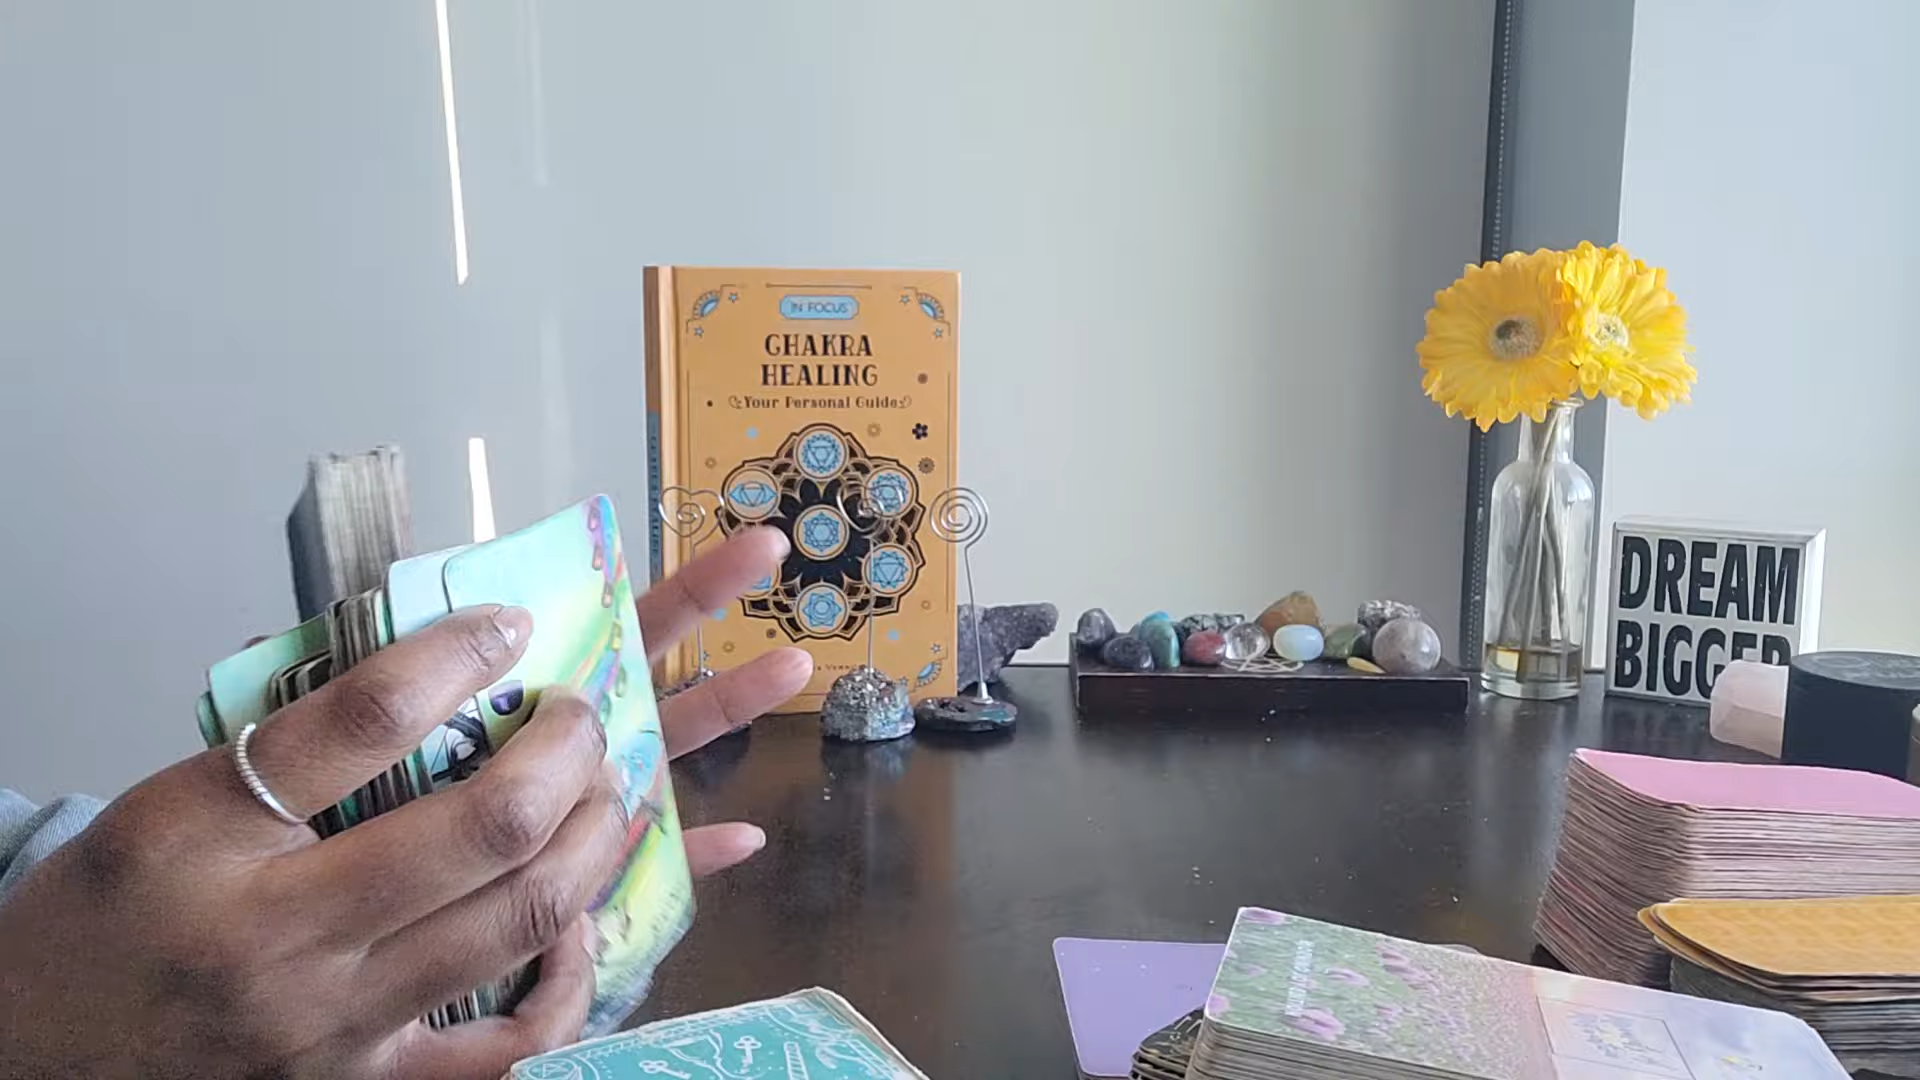 IN FOCUS
CHAKRA
HEALING
Your Personal Guide
DREAM
BIGGER